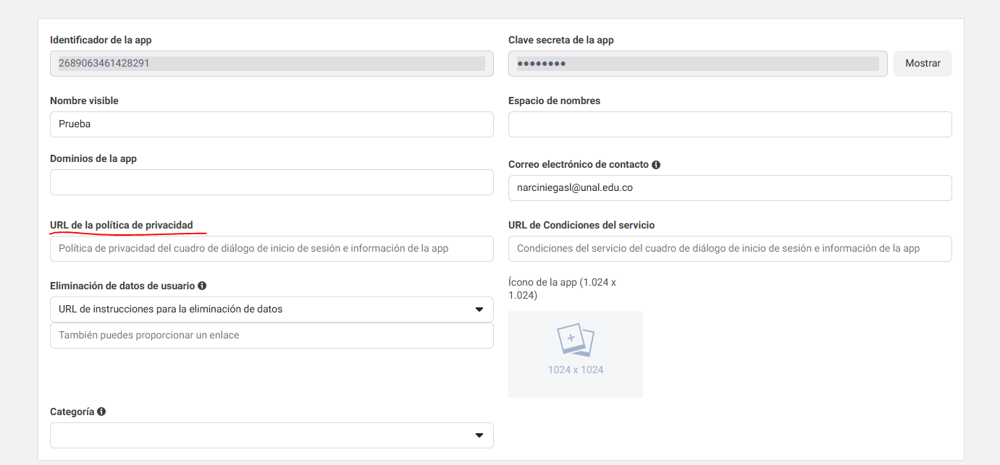 Identificador de la app
2689063461428291
Clave secreta de la app
●●●●●●●●
Mostrar
Nombre visible
Prueba
Espacio de nombres
Dominios de la app
Correo electrónico de contacto
narciniegasl@unal.edu.co
URL de la política de privacidad
Política de privacidad del cuadro de diálogo de inicio de sesión e información de la app
URL de Condiciones del servicio
Condiciones del servicio del cuadro de diálogo de inicio de sesión e información de la app
Eliminación de datos de usuario
URL de instrucciones para la eliminación de datos
También puedes proporcionar un enlace
Ícono de la app (1.024 x
1.024)
1024 x 1024
Categoría